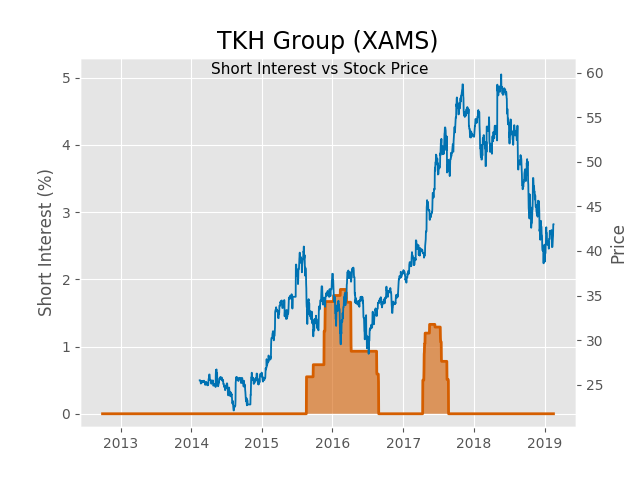 TKH Group (XAMS)
Short Interest vs Stock Price
Short Interest (%)
5
4
3
2
1
0
60
55
50
45
40
35
30
25
Price
2013 2014 2015 2016 2017 2018 2019